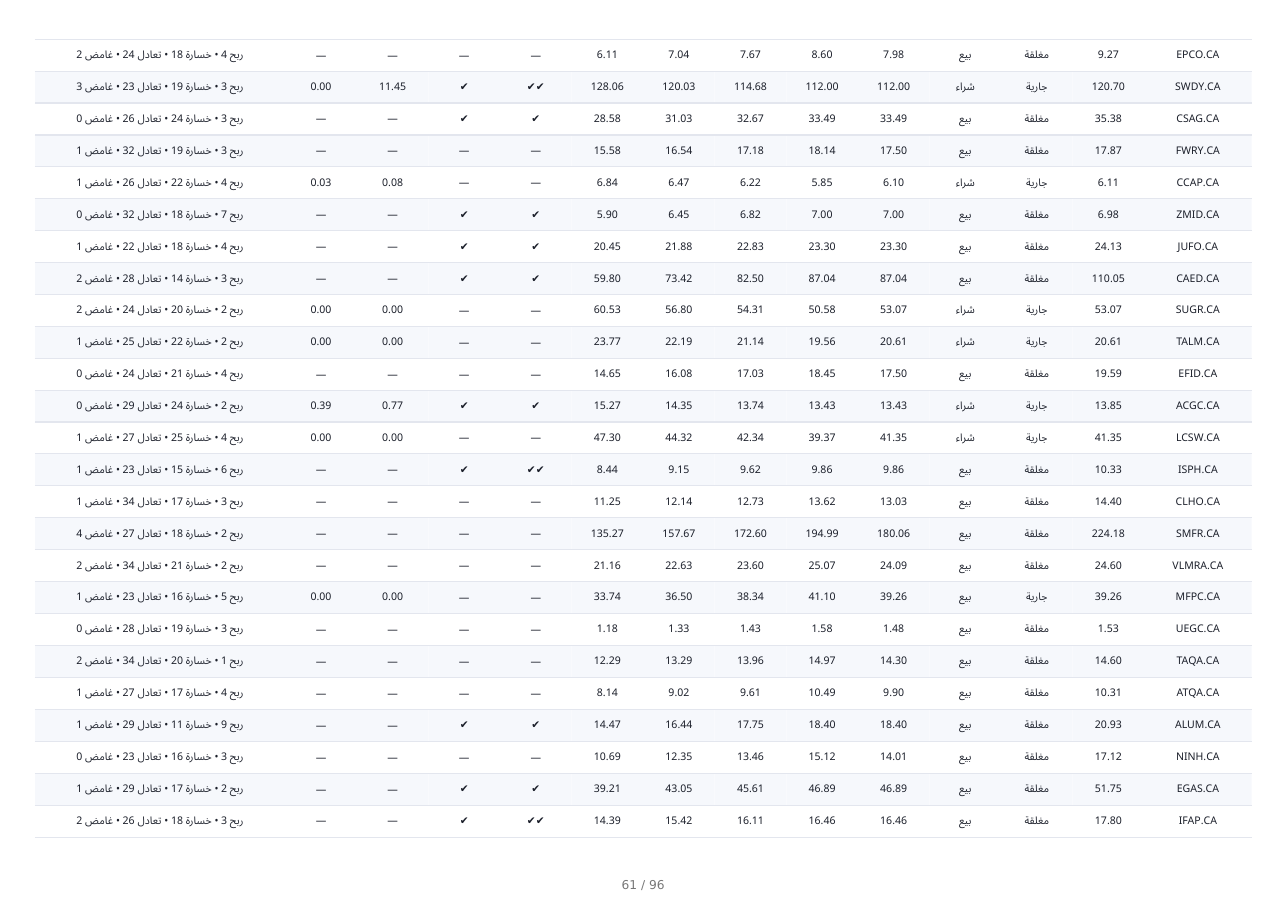 EPCO.CA 9.27 مغلقة بيع 7.98 8.60 7.67 7.04 6.11 — — — — ربح 4 • خسارة 18 • تعادل 24 • غامض 2
SWDY.CA 120.70 جارية شراء 112.00 112.00 114.68 120.03 128.06 ✔✔ ✔ 11.45 0.00 ربح 3 • خسارة 19 • تعادل 23 • غامض 3
CSAG.CA 35.38 مغلقة بيع 33.49 33.49 32.67 31.03 28.58 ✔ ✔ — — ربح 3 • خسارة 24 • تعادل 26 • غامض 0
FWRY.CA 17.87 مغلقة بيع 17.50 18.14 17.18 16.54 15.58 — — — — ربح 3 • خسارة 19 • تعادل 32 • غامض 1
CCAP.CA 6.11 جارية شراء 6.10 5.85 6.22 6.47 6.84 — — 0.08 0.03 ربح 4 • خسارة 22 • تعادل 26 • غامض 1
ZMID.CA 6.98 مغلقة بيع 7.00 7.00 6.82 6.45 5.90 ✔ ✔ — — ربح 7 • خسارة 18 • تعادل 32 • غامض 0
JUFO.CA 24.13 مغلقة بيع 23.30 23.30 22.83 21.88 20.45 ✔ ✔ — — ربح 4 • خسارة 18 • تعادل 22 • غامض 1
CAED.CA 110.05 مغلقة بيع 87.04 87.04 82.50 73.42 59.80 ✔ ✔ — — ربح 3 • خسارة 14 • تعادل 28 • غامض 2
SUGR.CA 53.07 جارية شراء 53.07 50.58 54.31 56.80 60.53 — — 0.00 0.00 ربح 2 • خسارة 20 • تعادل 24 • غامض 2
TALM.CA 20.61 جارية شراء 20.61 19.56 21.14 22.19 23.77 — — 0.00 0.00 ربح 2 • خسارة 22 • تعادل 25 • غامض 1
EFID.CA 19.59 مغلقة بيع 17.50 18.45 17.03 16.08 14.65 — — — — ربح 4 • خسارة 21 • تعادل 24 • غامض 0
ACGC.CA 13.85 جارية شراء 13.43 13.43 13.74 14.35 15.27 ✔ ✔ 0.77 0.39 ربح 2 • خسارة 24 • تعادل 29 • غامض 0
LCSW.CA 41.35 جارية شراء 41.35 39.37 42.34 44.32 47.30 — — 0.00 0.00 ربح 4 • خسارة 25 • تعادل 27 • غامض 1
ISPH.CA 10.33 مغلقة بيع 9.86 9.86 9.62 9.15 8.44 ✔✔ ✔ — — ربح 6 • خسارة 15 • تعادل 23 • غامض 1
CLHO.CA 14.40 مغلقة بيع 13.03 13.62 12.73 12.14 11.25 — — — — ربح 3 • خسارة 17 • تعادل 34 • غامض 1
SMFR.CA 224.18 مغلقة بيع 180.06 194.99 172.60 157.67 135.27 — — — — ربح 2 • خسارة 18 • تعادل 27 • غامض 4
VLMRA.CA 24.60 مغلقة بيع 24.09 25.07 23.60 22.63 21.16 — — — — ربح 2 • خسارة 21 • تعادل 34 • غامض 2
MFPC.CA 39.26 جارية بيع 39.26 41.10 38.34 36.50 33.74 — — 0.00 0.00 ربح 5 • خسارة 16 • تعادل 23 • غامض 1
UEGC.CA 1.53 مغلقة بيع 1.48 1.58 1.43 1.33 1.18 — — — — ربح 3 • خسارة 19 • تعادل 28 • غامض 0
TAQA.CA 14.60 مغلقة بيع 14.30 14.97 13.96 13.29 12.29 — — — — ربح 1 • خسارة 20 • تعادل 34 • غامض 2
ATQA.CA 10.31 مغلقة بيع 9.90 10.49 9.61 9.02 8.14 — — — — ربح 4 • خسارة 17 • تعادل 27 • غامض 1
ALUM.CA 20.93 مغلقة بيع 18.40 18.40 17.75 16.44 14.47 ✔ ✔ — — ربح 9 • خسارة 11 • تعادل 29 • غامض 1
NINH.CA 17.12 مغلقة بيع 14.01 15.12 13.46 12.35 10.69 — — — — ربح 3 • خسارة 16 • تعادل 23 • غامض 0
EGAS.CA 51.75 مغلقة بيع 46.89 46.89 45.61 43.05 39.21 ✔ ✔ — — ربح 2 • خسارة 17 • تعادل 29 • غامض 1
IFAP.CA 17.80 مغلقة بيع 16.46 16.46 16.11 15.42 14.39 ✔✔ ✔ — — ربح 3 • خسارة 18 • تعادل 26 • غامض 2
61 / 96